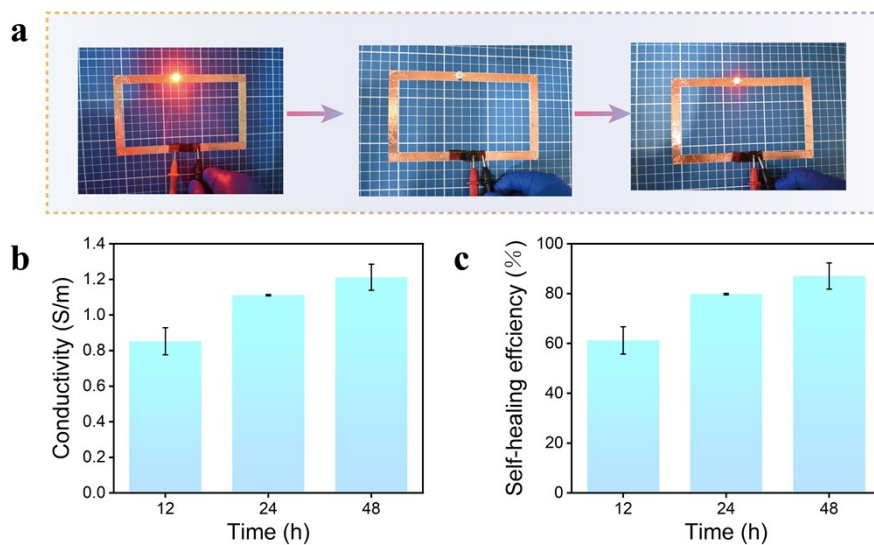 a
b
Conductivity (S/m)
1.4
1.2
1.0
0.8
0.6
0.4
0.2
0.0
12
24
48
Time (h)
c
Self-healing effciency (%)
100
80
60
40
20
0
12
24
48
Time (h)